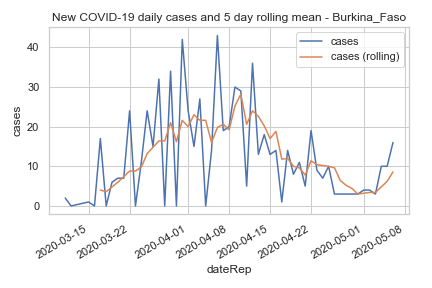 New COVID-19 daily cases and 5 day rolling mean - Burkina_Faso
cases
cases (rolling)
40
30
20
10
0
cases
2020-03-15
2020-03-22
2020-04-01
2020-04-08
2020-04-15
2020-04-22
2020-05-01
2020-05-08
dateRep